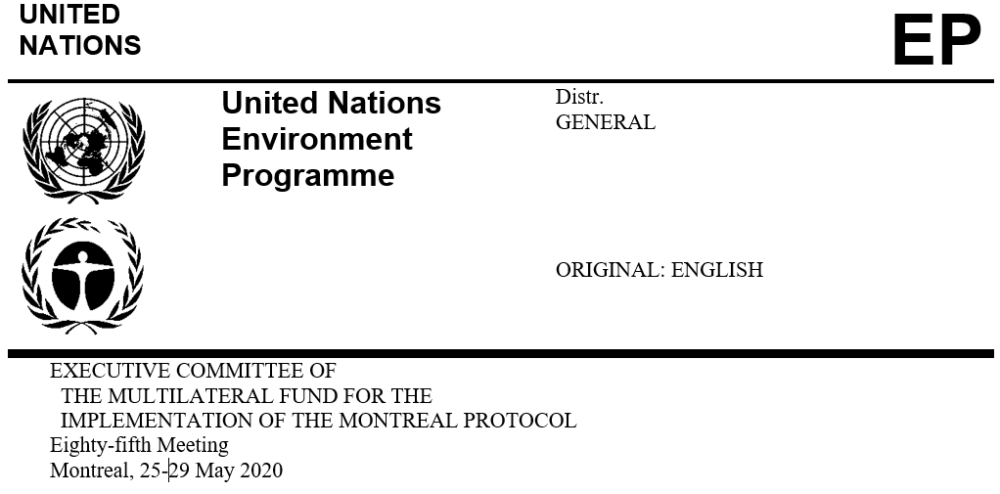 UNITED
NATIONS
EP
United Nations
Environment
Programme
Distr.
GENERAL
ORIGINAL: ENGLISH
EXECUTIVE COMMITTEE OF
THE MULTILATERAL FUND FOR THE
IMPLEMENTATION OF THE MONTREAL PROTOCOL
Eighty-fifth Meeting
Montreal, 25-29 May 2020